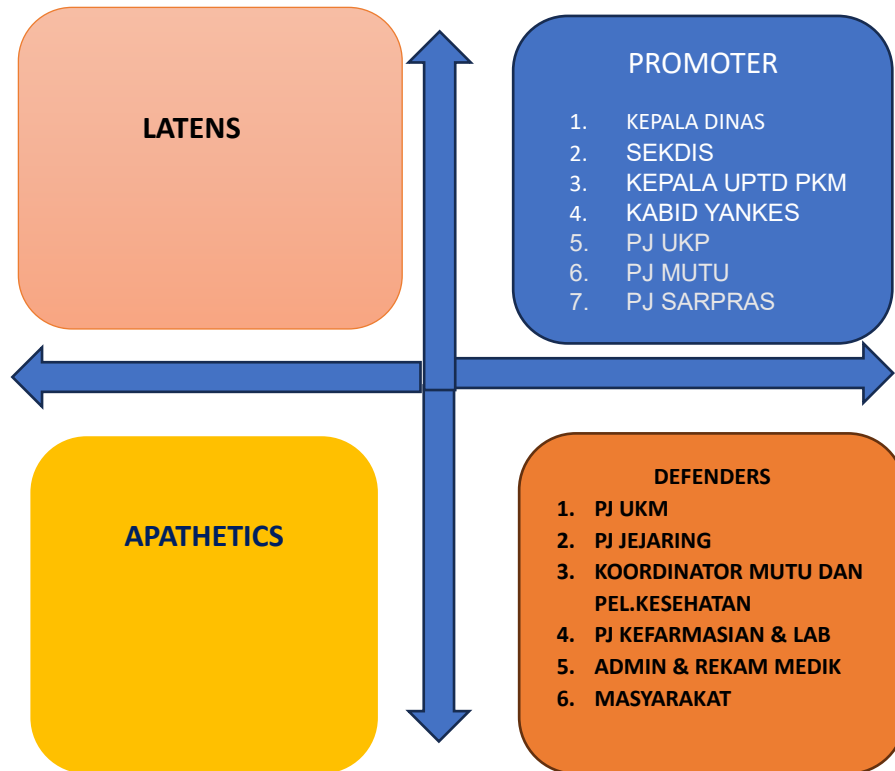 LATENS
PROMOTER
1. KEPALA DINAS
2. SEKDIS
3. KEPALA UPTD PKM
4. KABID YANKES
5. PJ UKP
6. PJ MUTU
7. PJ SARPRAS
APATHETICS
DEFENDERS
1. PJ UKM
2. PJ JEJARING
3. KOORDINATOR MUTU DAN
PEL.KESEHATAN
4. PJ KEFARMASIAN & LAB
5. ADMIN & REKAM MEDIK
6. MASYARAKAT